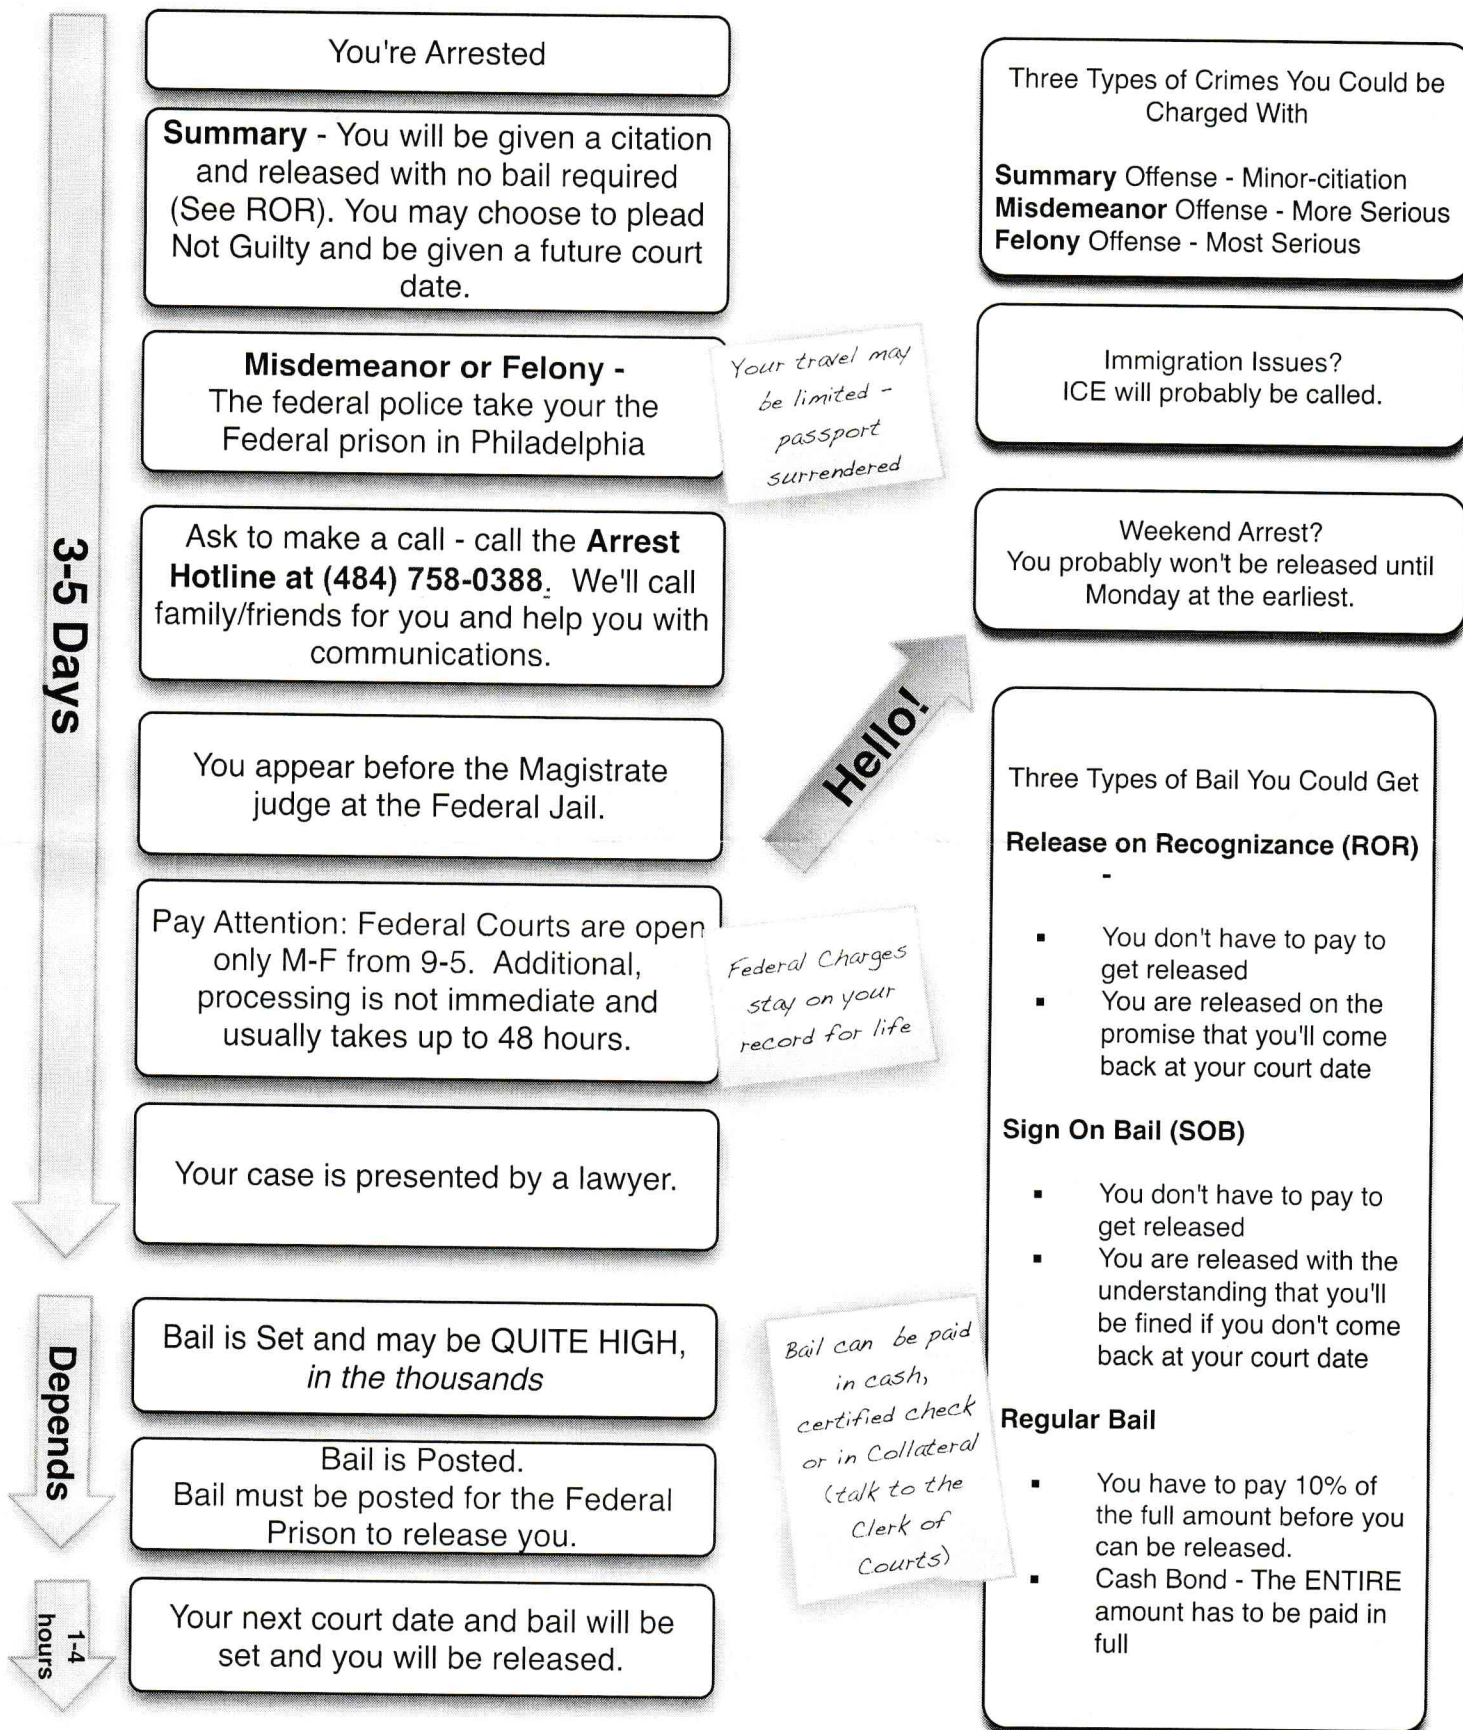 You're Arrested
Summary - You will be given a citation
and released with no bail required
(See ROR). You may choose to plead
Not Guilty and be given a future court
date.
Misdemeanor or Felony -
The federal police take your the
Federal prison in Philadelphia
Your travel may
be limited -
passport
surrendered
Ask to make a call - call the Arrest
Hotline at (484) 758-0388. We'll call
family/friends for you and help you with
communications.
You appear before the Magistrate
judge at the Federal Jail.
Pay Attention: Federal Courts are open
only M-F from 9-5. Additional,
processing is not immediate and
usually takes up to 48 hours.
Federal Charges
stay on your
record for life
Your case is presented by a lawyer.
3-5 Days
Bail is Set and may be QUITE HIGH,
in the thousands
Bail is Posted.
Bail must be posted for the Federal
Prison to release you.
Depends
Bail can be paid
in cash,
certified check
or in Collateral
(talk to the
Clerk of
Courts)
Your next court date and bail will be
set and you will be released.
1-4
hours
Hello!
Three Types of Crimes You Could be
Charged With
Summary Offense - Minor-citiation
Misdemeanor Offense - More Serious
Felony Offense - Most Serious
Immigration Issues?
ICE will probably be called.
Weekend Arrest?
You probably won't be released until
Monday at the earliest.
Three Types of Bail You Could Get
Release on Recognizance (ROR)
-
▪ You don't have to pay to
get released
▪ You are released on the
promise that you'll come
back at your court date
Sign On Bail (SOB)
▪ You don't have to pay to
get released
▪ You are released with the
understanding that you'll
be fined if you don't come
back at your court date
Regular Bail
▪ You have to pay 10% of
the full amount before you
can be released.
▪ Cash Bond - The ENTIRE
amount has to be paid in
full